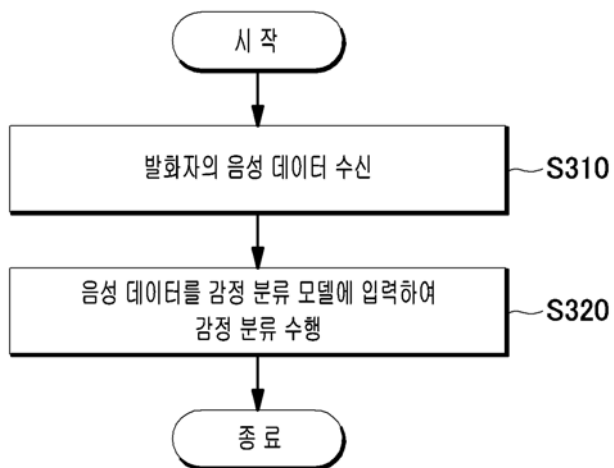 시 작
발화자의 음성 데이터 수신
S310
음성 데이터를 감정 분류 모델에 입력하여
감정 분류 수행
S320
종 료